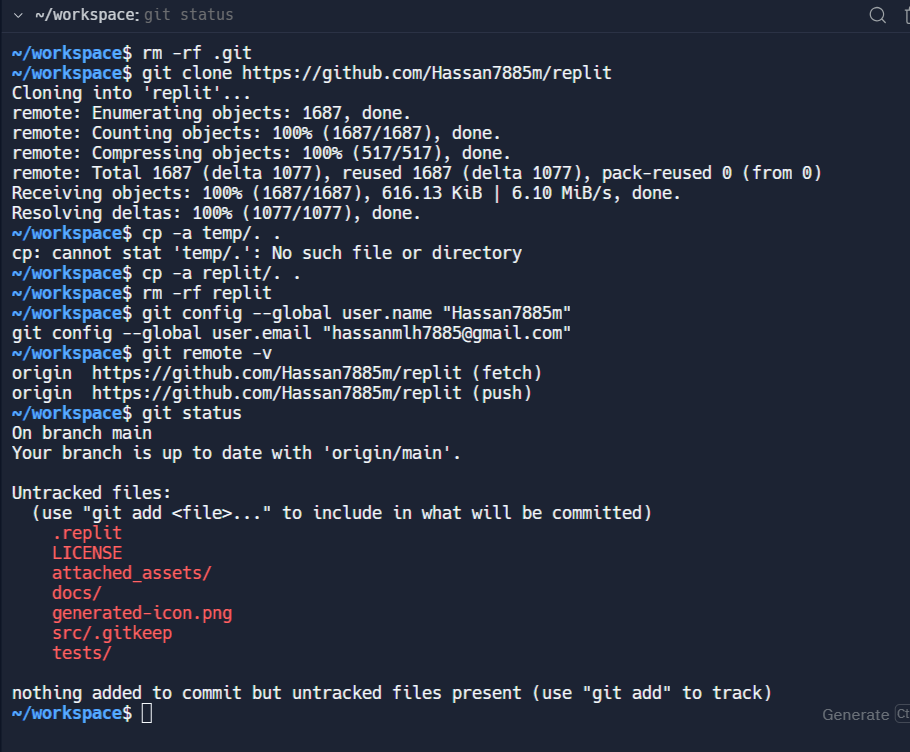 ~/workspace: git status
~/workspace$ rm -rf .git
~/workspace$ git clone https://github.com/Hassan7885m/replit
Cloning into 'replit'...
remote: Enumerating objects: 1687, done.
remote: Counting objects: 100% (1687/1687), done.
remote: Compressing objects: 100% (517/517), done.
remote: Total 1687 (delta 1077), reused 1687 (delta 1077), pack-reused 0 (from 0)
Receiving objects: 100% (1687/1687), 616.13 KiB | 6.10 MiB/s, done.
Resolving deltas: 100% (1077/1077), done.
~/workspace$ cp -a temp/. .
cp: cannot stat 'temp/.': No such file or directory
~/workspace$ cp -a replit/. .
~/workspace$ rm -rf replit
~/workspace$ git config --global user.name "Hassan7885m"
git config --global user.email "hassanmlh7885@gmail.com"
~/workspace$ git remote -v
origin  https://github.com/Hassan7885m/replit (fetch)
origin  https://github.com/Hassan7885m/replit (push)
~/workspace$ git status
On branch main
Your branch is up to date with 'origin/main'.
Untracked files:
(use "git add <file>..." to include in what will be committed)
.replit
LICENSE
attached_assets/
docs/
generated-icon.png
src/.gitkeep
tests/
nothing added to commit but untracked files present (use "git add" to track)
~/workspace$
Generate